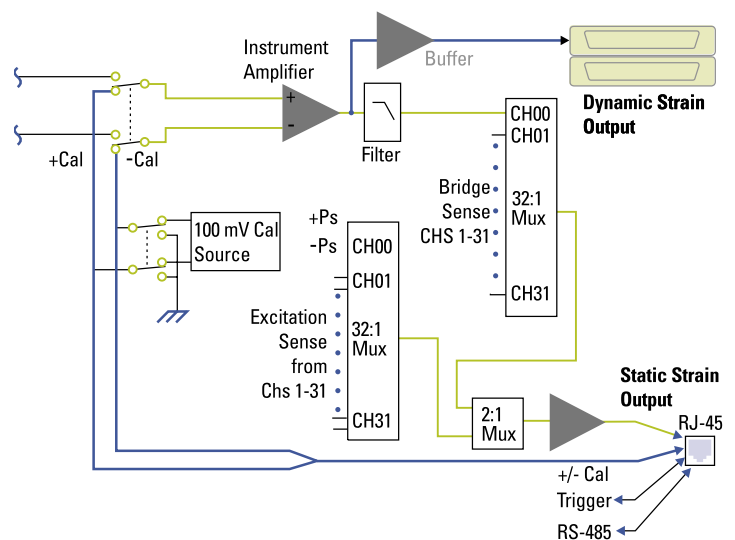 Instrument
Amplifier
Buffer
Dynamic Strain
Output
+
-
Filter
+Cal
-Cal
CH00
CH01
Bridge
Sense
CHS 1-31
32:1
Mux
CH31
100 mV Cal
Source
+Ps
-Ps
CH00
CH01
Excitation
Sense
from
Chs 1-31
32:1
Mux
CH31
2:1
Mux
Static Strain
Output
RJ-45
+/- Cal
Trigger
RS-485